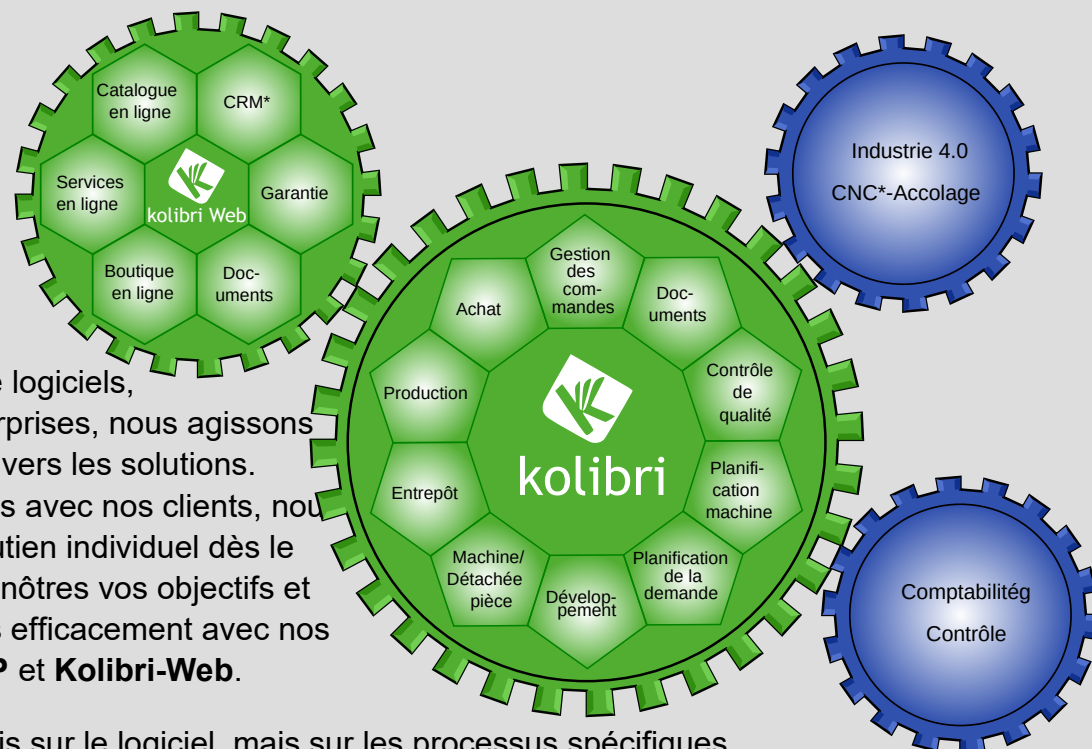 Catalogue
en ligne
CRM*
Services
en ligne
kolibri Web
Garantie
Boutique
en ligne
Doc-
uments
Industrie 4.0
CNC*-Accolage
Gestion
des
com-
mandes
Achat
Doc-
uments
Production
Contrôle
de
qualité
kolibri
Entrepôt
Planifi-
cation
machine
Machine/
Détachée
pièce
Dévelop-
pement
Planification
de la
demande
Comptabilitég
Contrôle
logiciels,
rprises, nous agissons
vers les solutions.
s avec nos clients, nou
utien individuel dès le
nôtres vos objectifs et
s efficacement avec nos
P et Kolibri-Web.
is sur le logiciel, mais sur les processus spécifiques